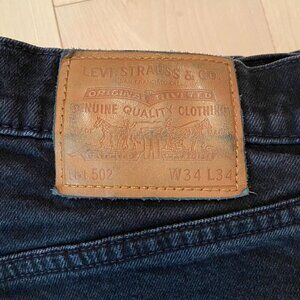 LEVI STRAUSS & CO.
ORIGINAL RIVETED
GENUINE QUALITY CLOTHING
502
W34 L34